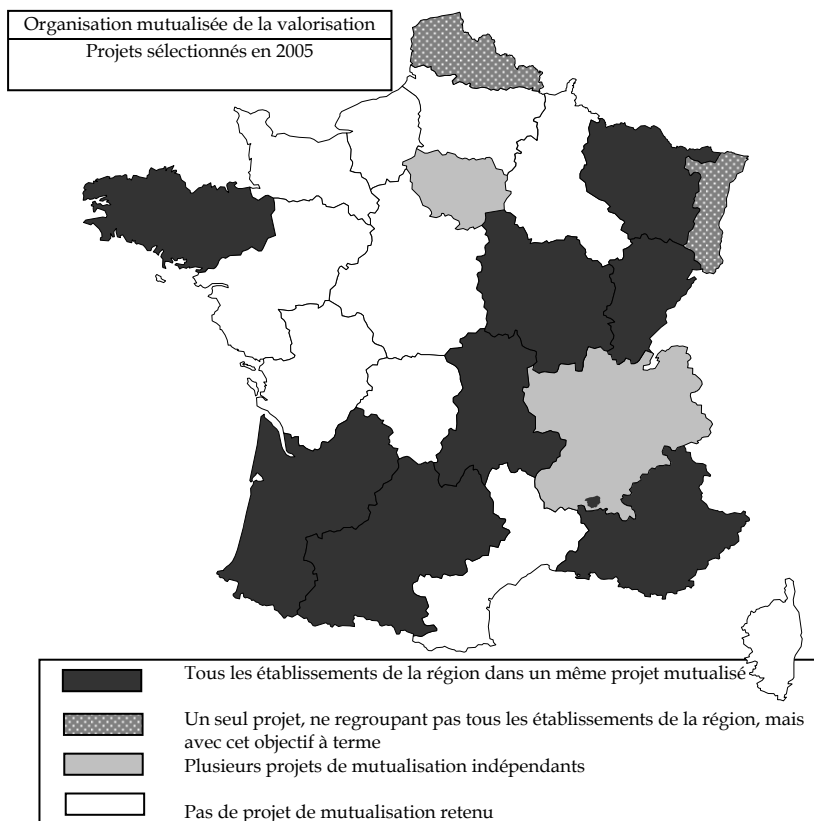 Organisation mutualisée de la valorisation
Projets sélectionnés en 2005
Tous les établissements de la région dans un même projet mutualisé
Un seul projet, ne regroupant pas tous les établissements de la région, mais
avec cet objectif à terme
Plusieurs projets de mutualisation indépendants
Pas de projet de mutualisation retenu